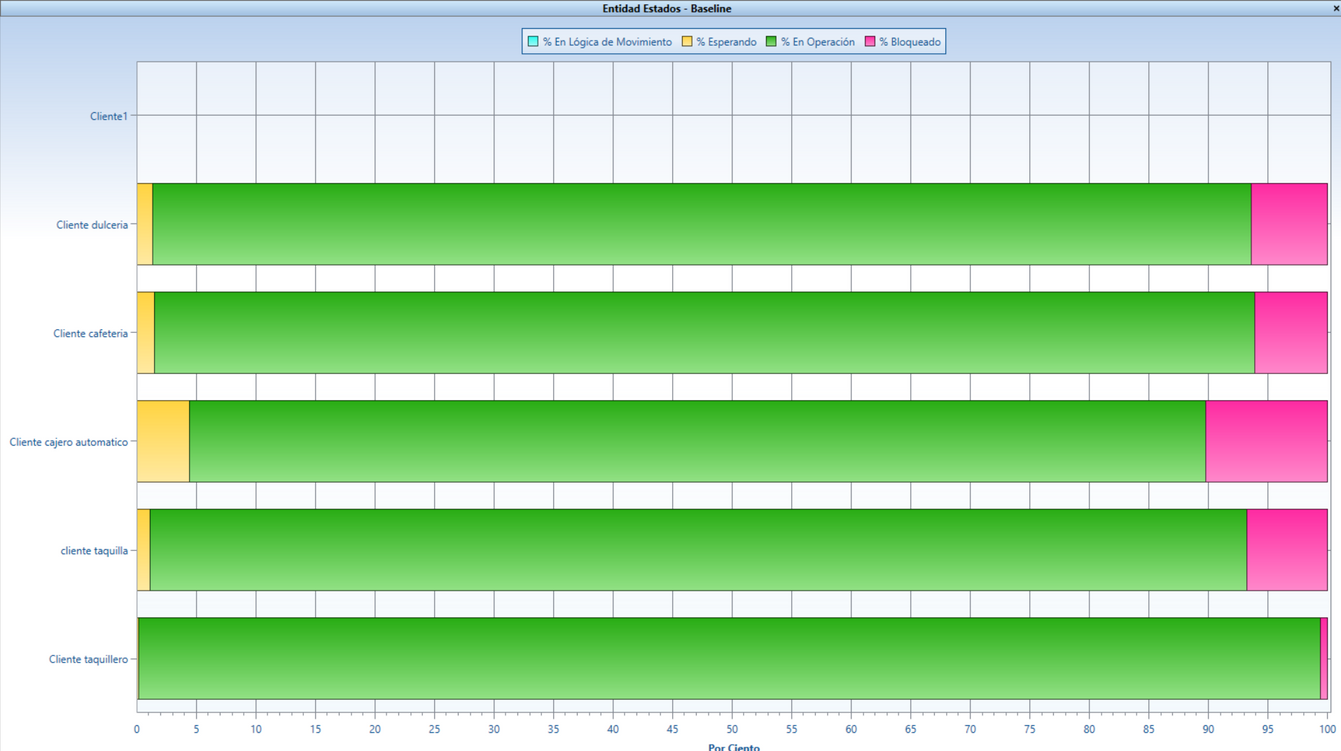 Entidad Estados - Baseline
% En Lógica de Movimiento % Esperando % En Operación % Bloqueado
Cliente1
Cliente dulceria
Cliente cafeteria
Cliente cajero automatico
cliente taquilla
Cliente taquillero
0 5 10 15 20 25 30 35 40 45 50 55 60 65 70 75 80 85 90 95 100
Por Ciento